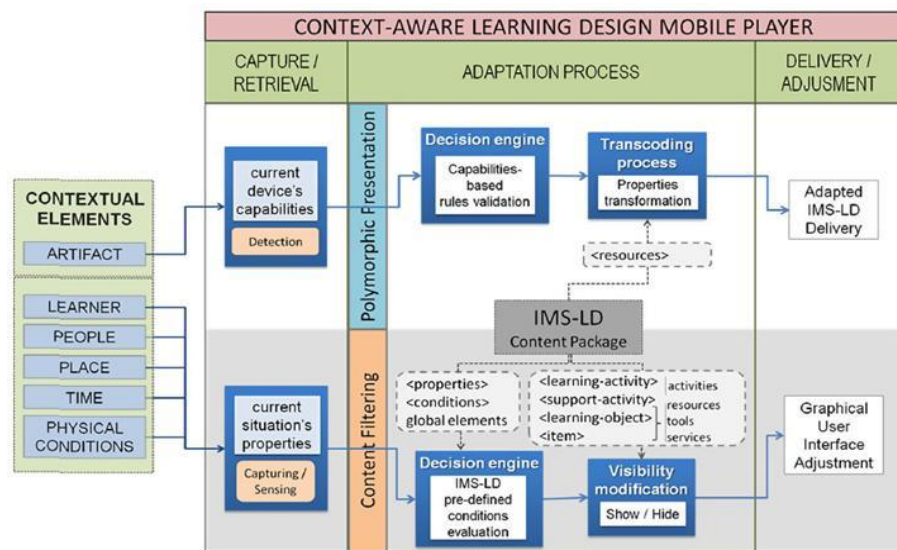 CONTEXT-AWARE LEARNING DESIGN MOBILE PLAYER
CAPTURE /
RETRIEVAL
ADAPTATION PROCESS
DELIVERY /
ADJUSMENT
CONTEXTUAL
ELEMENTS
ARTIFACT
LEARNER
PEOPLE
PLACE
TIME
PHYSICAL
CONDITIONS
current
device's
capabilities
Detection
Polymorphic Presentation
Decision engine
Capabilities-
based
rules validation
Transcoding
process
Properties
transformation
<resources>
Adapted
IMS-LD
Delivery
IMS-LD
Content Package
current
situation's
properties
Capturing /
Sensing
Content Filtering
<properties>
<conditions>
global elements
<learning-activity>
<support-activity>
<learning-object>
<item>
activities
resources
tools
services
Decision engine
IMS-LD
pre-defined
conditions
evaluation
Visibility
modification
Show / Hide
Graphical
User
Interface
Adjustment